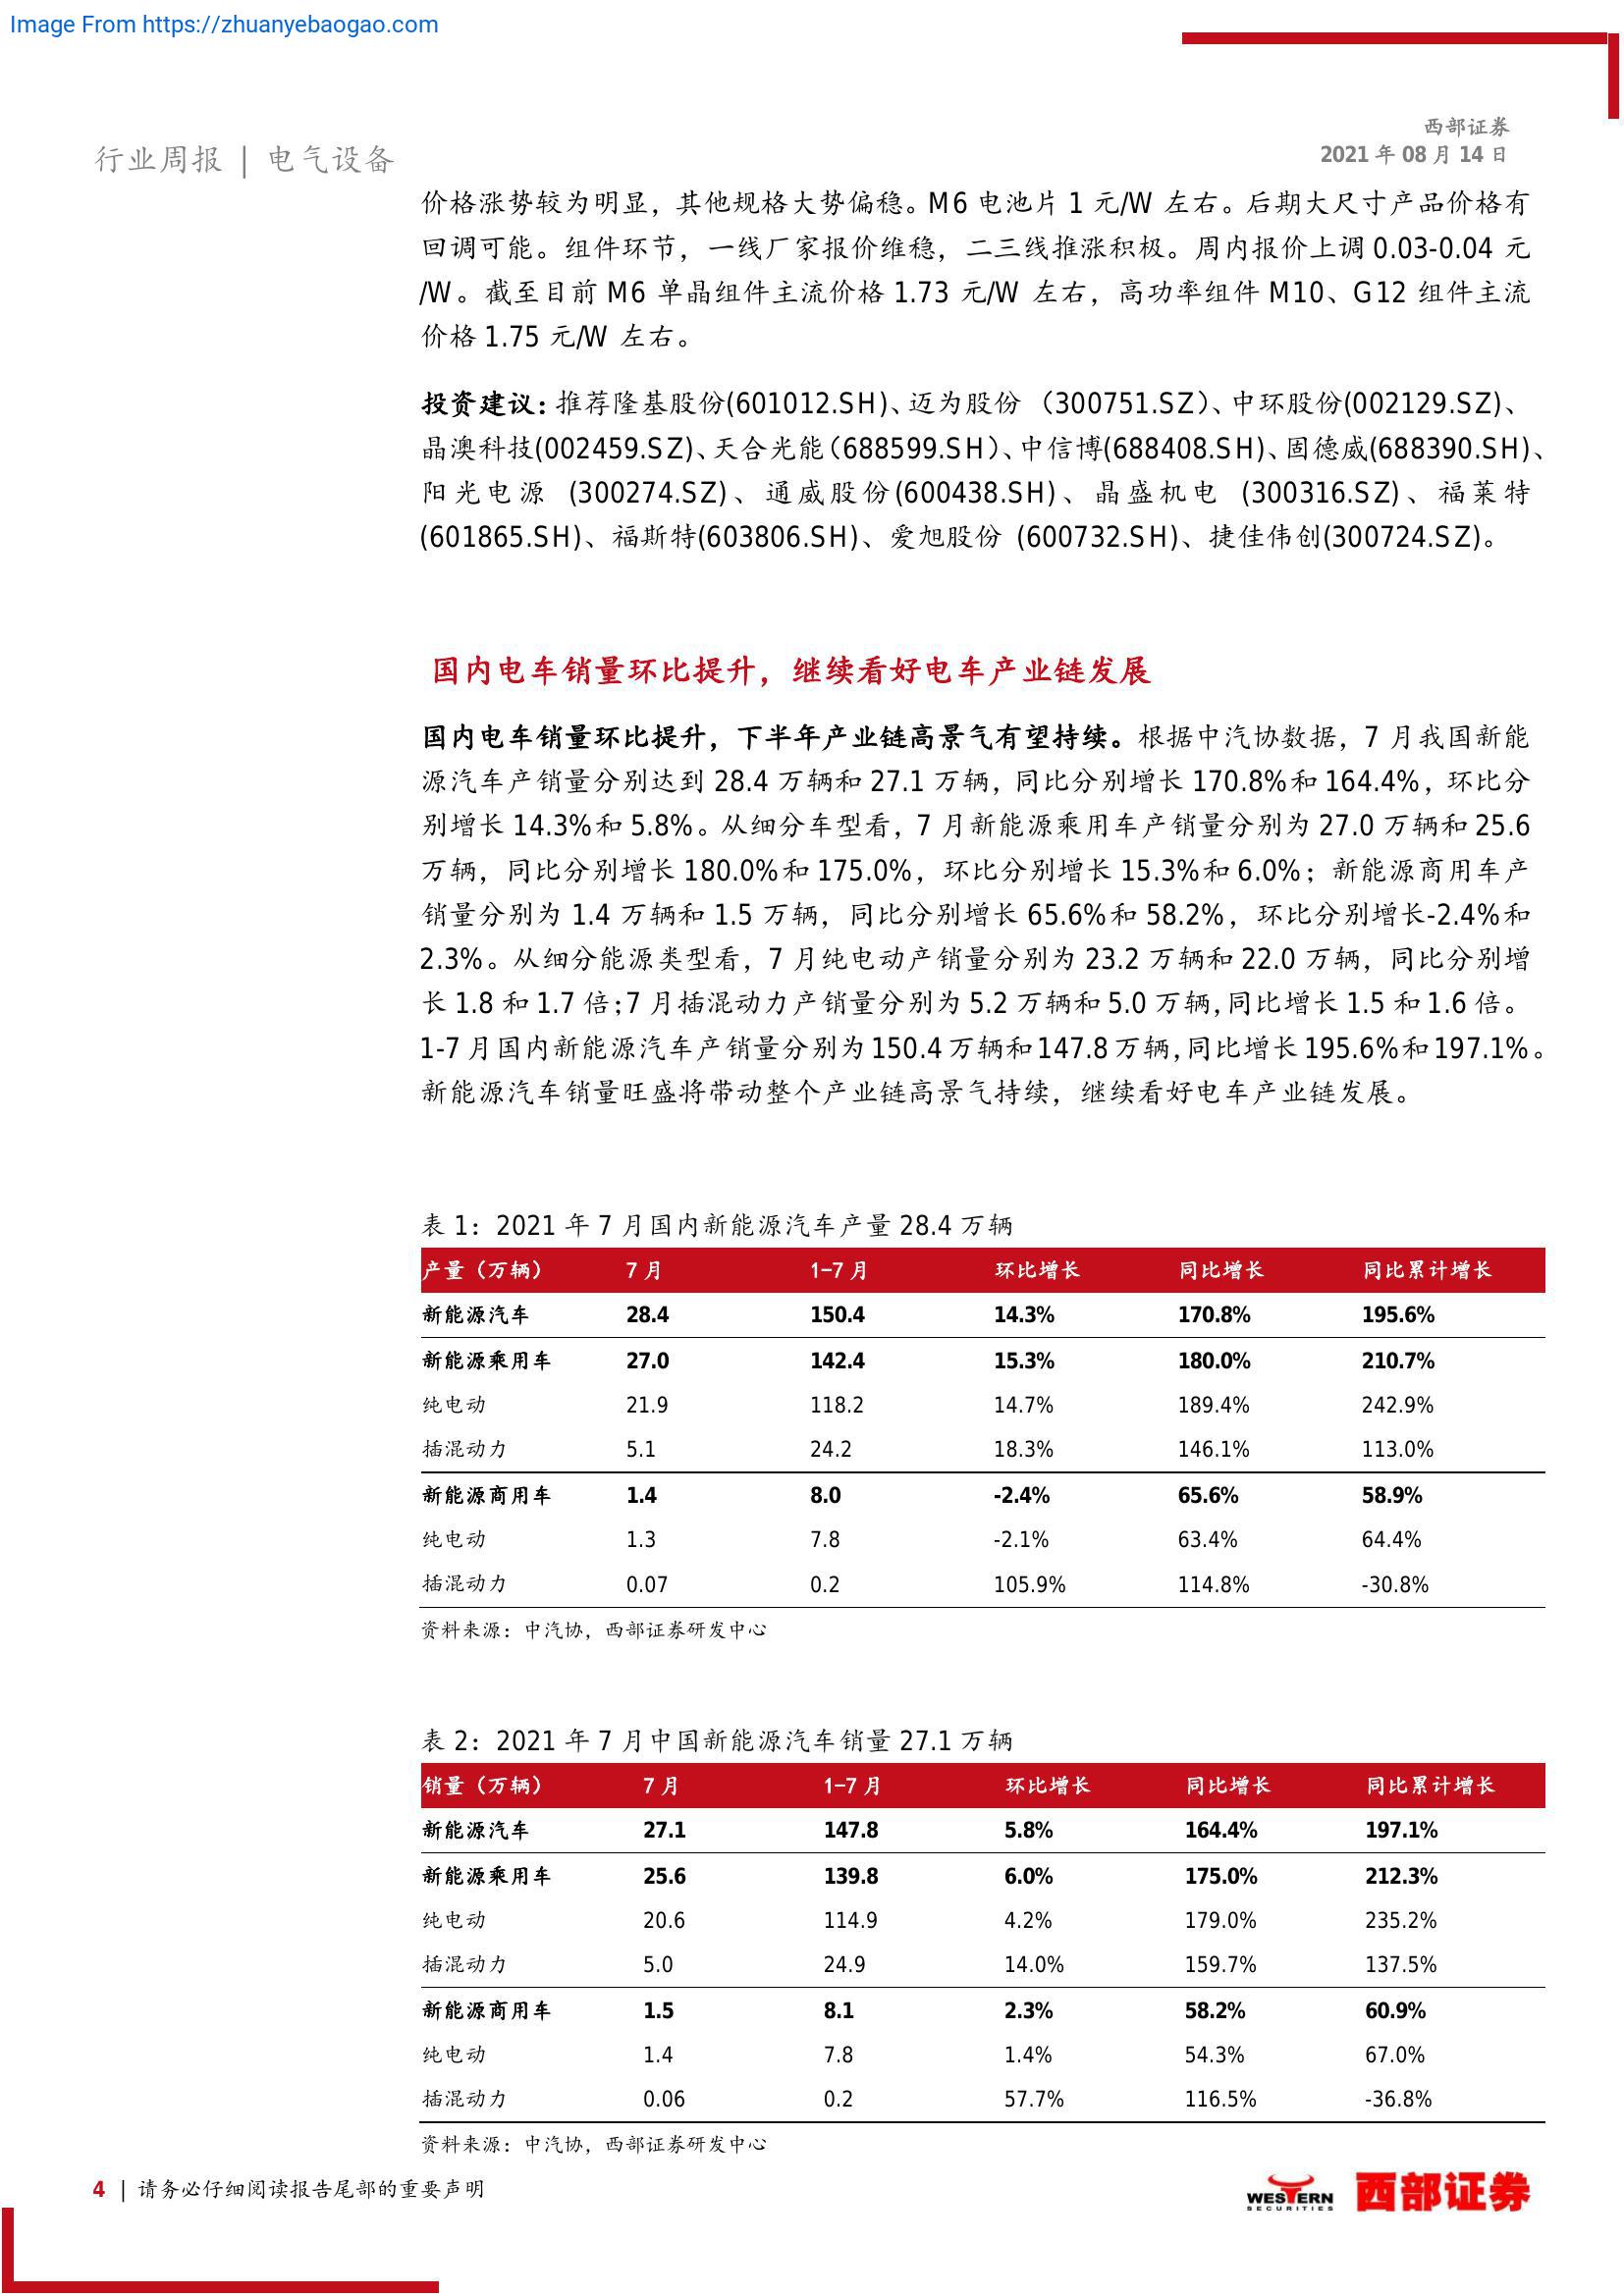 Image From https://zhuanyebaogao.com
西部证券
2021 年 08 月 14 日
行业周报 | 电气设备
价格涨势较为明显，其他规格大势偏稳。M6 电池片 1 元/W 左右。后期大尺寸产品价格有
回调可能。组件环节，一线厂家报价维稳，二三线推涨积极。周内报价上调 0.03-0.04 元
/W。截至目前 M6 单晶组件主流价格 1.73 元/W 左右，高功率组件 M10、G12 组件主流
价格 1.75 元/W 左右。
投资建议：推荐隆基股份(601012.SH)、迈为股份（300751.SZ）、中环股份(002129.SZ)、
晶澳科技(002459.SZ)、天合光能（688599.SH）、中信博(688408.SH)、固德威(688390.SH)、
阳光电源 (300274.SZ)、通威股份(600438.SH)、晶盛机电 (300316.SZ)、福莱特
(601865.SH)、福斯特(603806.SH)、爱旭股份 (600732.SH)、捷佳伟创(300724.SZ)。
国内电车销量环比提升，继续看好电车产业链发展
国内电车销量环比提升，下半年产业链高景气有望持续。根据中汽协数据，7 月我国新能
源汽车产销量分别达到 28.4 万辆和 27.1 万辆，同比分别增长 170.8%和 164.4%，环比分
别增长 14.3%和 5.8%。从细分车型看，7 月新能源乘用车产销量分别为 27.0 万辆和 25.6
万辆，同比分别增长 180.0%和 175.0%，环比分别增长 15.3%和 6.0%；新能源商用车产
销量分别为 1.4 万辆和 1.5 万辆，同比分别增长 65.6%和 58.2%，环比分别增长-2.4%和
2.3%。从细分能源类型看，7 月纯电动产销量分别为 23.2 万辆和 22.0 万辆，同比分别增
长 1.8 和 1.7 倍；7 月插混动力产销量分别为 5.2 万辆和 5.0 万辆，同比增长 1.5 和 1.6 倍。
1-7 月国内新能源汽车产销量分别为 150.4 万辆和 147.8 万辆，同比增长 195.6%和 197.1%。
新能源汽车销量旺盛将带动整个产业链高景气持续，继续看好电车产业链发展。
表 1：2021 年 7 月国内新能源汽车产量 28.4 万辆
产量（万辆） 7 月 1-7 月 环比增长 同比增长 同比累计增长
新能源汽车 28.4 150.4 14.3% 170.8% 195.6%
新能源乘用车 27.0 142.4 15.3% 180.0% 210.7%
纯电动 21.9 118.2 14.7% 189.4% 242.9%
插混动力 5.1 24.2 18.3% 146.1% 113.0%
新能源商用车 1.4 8.0 -2.4% 65.6% 58.9%
纯电动 1.3 7.8 -2.1% 63.4% 64.4%
插混动力 0.07 0.2 105.9% 114.8% -30.8%
资料来源：中汽协，西部证券研发中心
表 2：2021 年 7 月中国新能源汽车销量 27.1 万辆
销量（万辆） 7 月 1-7 月 环比增长 同比增长 同比累计增长
新能源汽车 27.1 147.8 5.8% 164.4% 197.1%
新能源乘用车 25.6 139.8 6.0% 175.0% 212.3%
纯电动 20.6 114.9 4.2% 179.0% 235.2%
插混动力 5.0 24.9 14.0% 159.7% 137.5%
新能源商用车 1.5 8.1 2.3% 58.2% 60.9%
纯电动 1.4 7.8 1.4% 54.3% 67.0%
插混动力 0.06 0.2 57.7% 116.5% -36.8%
资料来源：中汽协，西部证券研发中心
4 | 请务必仔细阅读报告尾部的重要声明
WESTERN
SECURITIES
西部证券